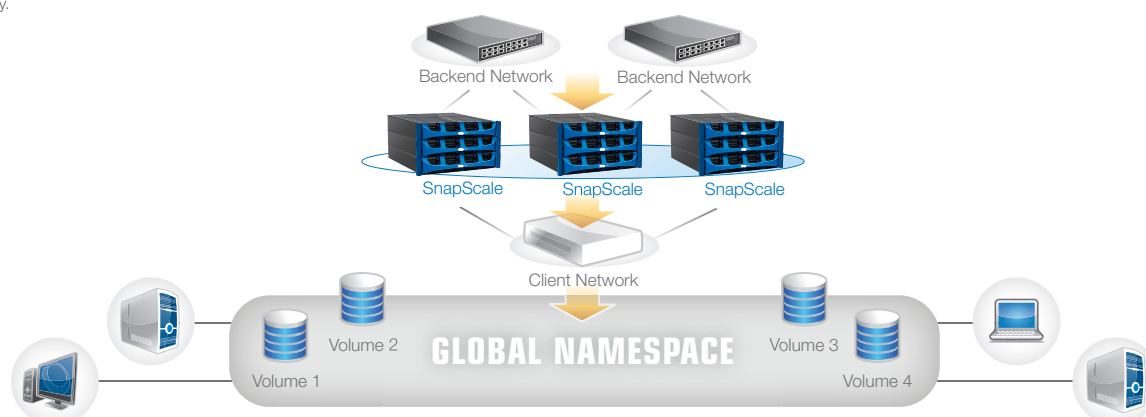 y.
Backend Network
Backend Network
SnapScale
SnapScale
SnapScale
Client Network
Volume 2
GLOBAL NAMESPACE
Volume 3
Volume 1
Volume 4